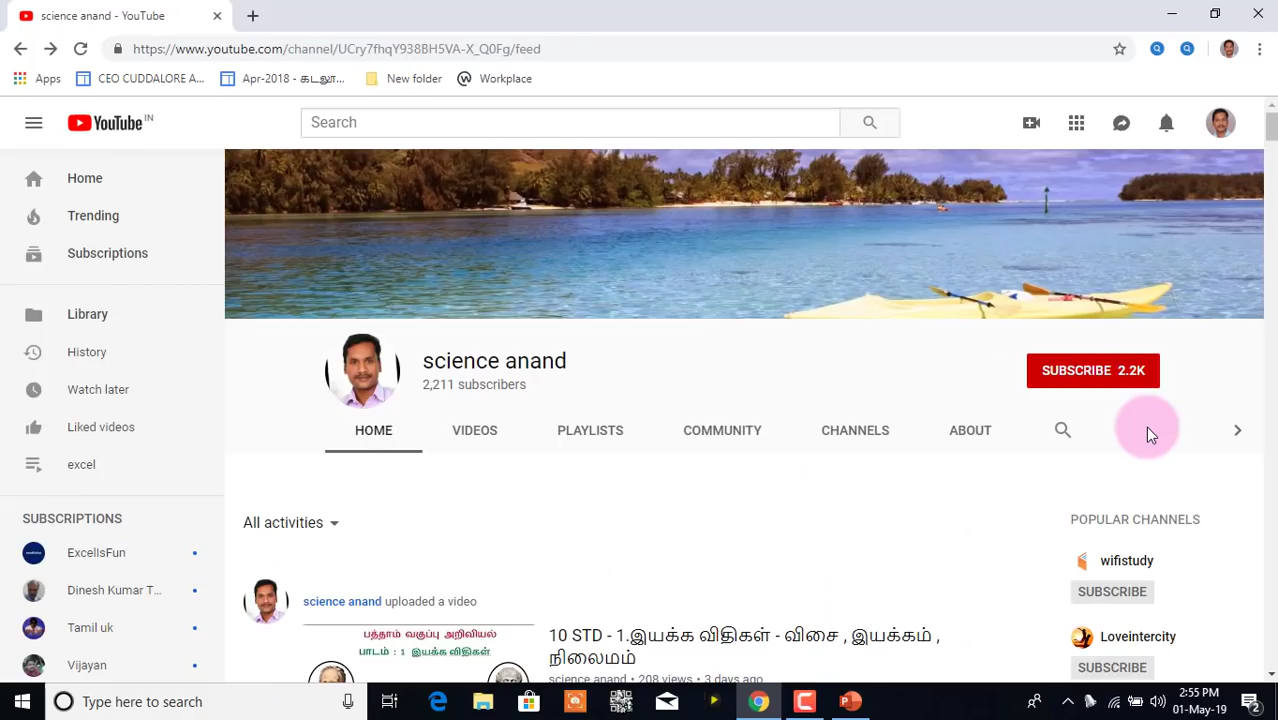 science anand - YouTube
https://www.youtube.com/channel/UCry7fhqY938BH5VA-X_Q0Fg/feed
Apps
CEO CUDDALORE A...
Apr-2018 - கடலூ...
New folder
Workplace
YouTube IN
Search
Home
Trending
Subscriptions
Library
History
Watch later
Liked videos
excel
SUBSCRIPTIONS
ExcelIsFun
Dinesh Kumar T...
Tamil uk
Vijayan
science anand
2,211 subscribers
SUBSCRIBE 2.2K
HOME VIDEOS PLAYLISTS COMMUNITY CHANNELS ABOUT
All activities
science anand uploaded a video
பத்தாம் வகுப்பு அறிவியல்
பாடம் : 1 இயக்க விதிகள்
10 STD - 1.இயக்க விதிகள் - விசை , இயக்கம் ,
நிலைமம்
science anand • 208 views • 3 days ago
POPULAR CHANNELS
wifistudy
SUBSCRIBE
Loveintercity
SUBSCRIBE
Type here to search
2:55 PM
01-May-19
2